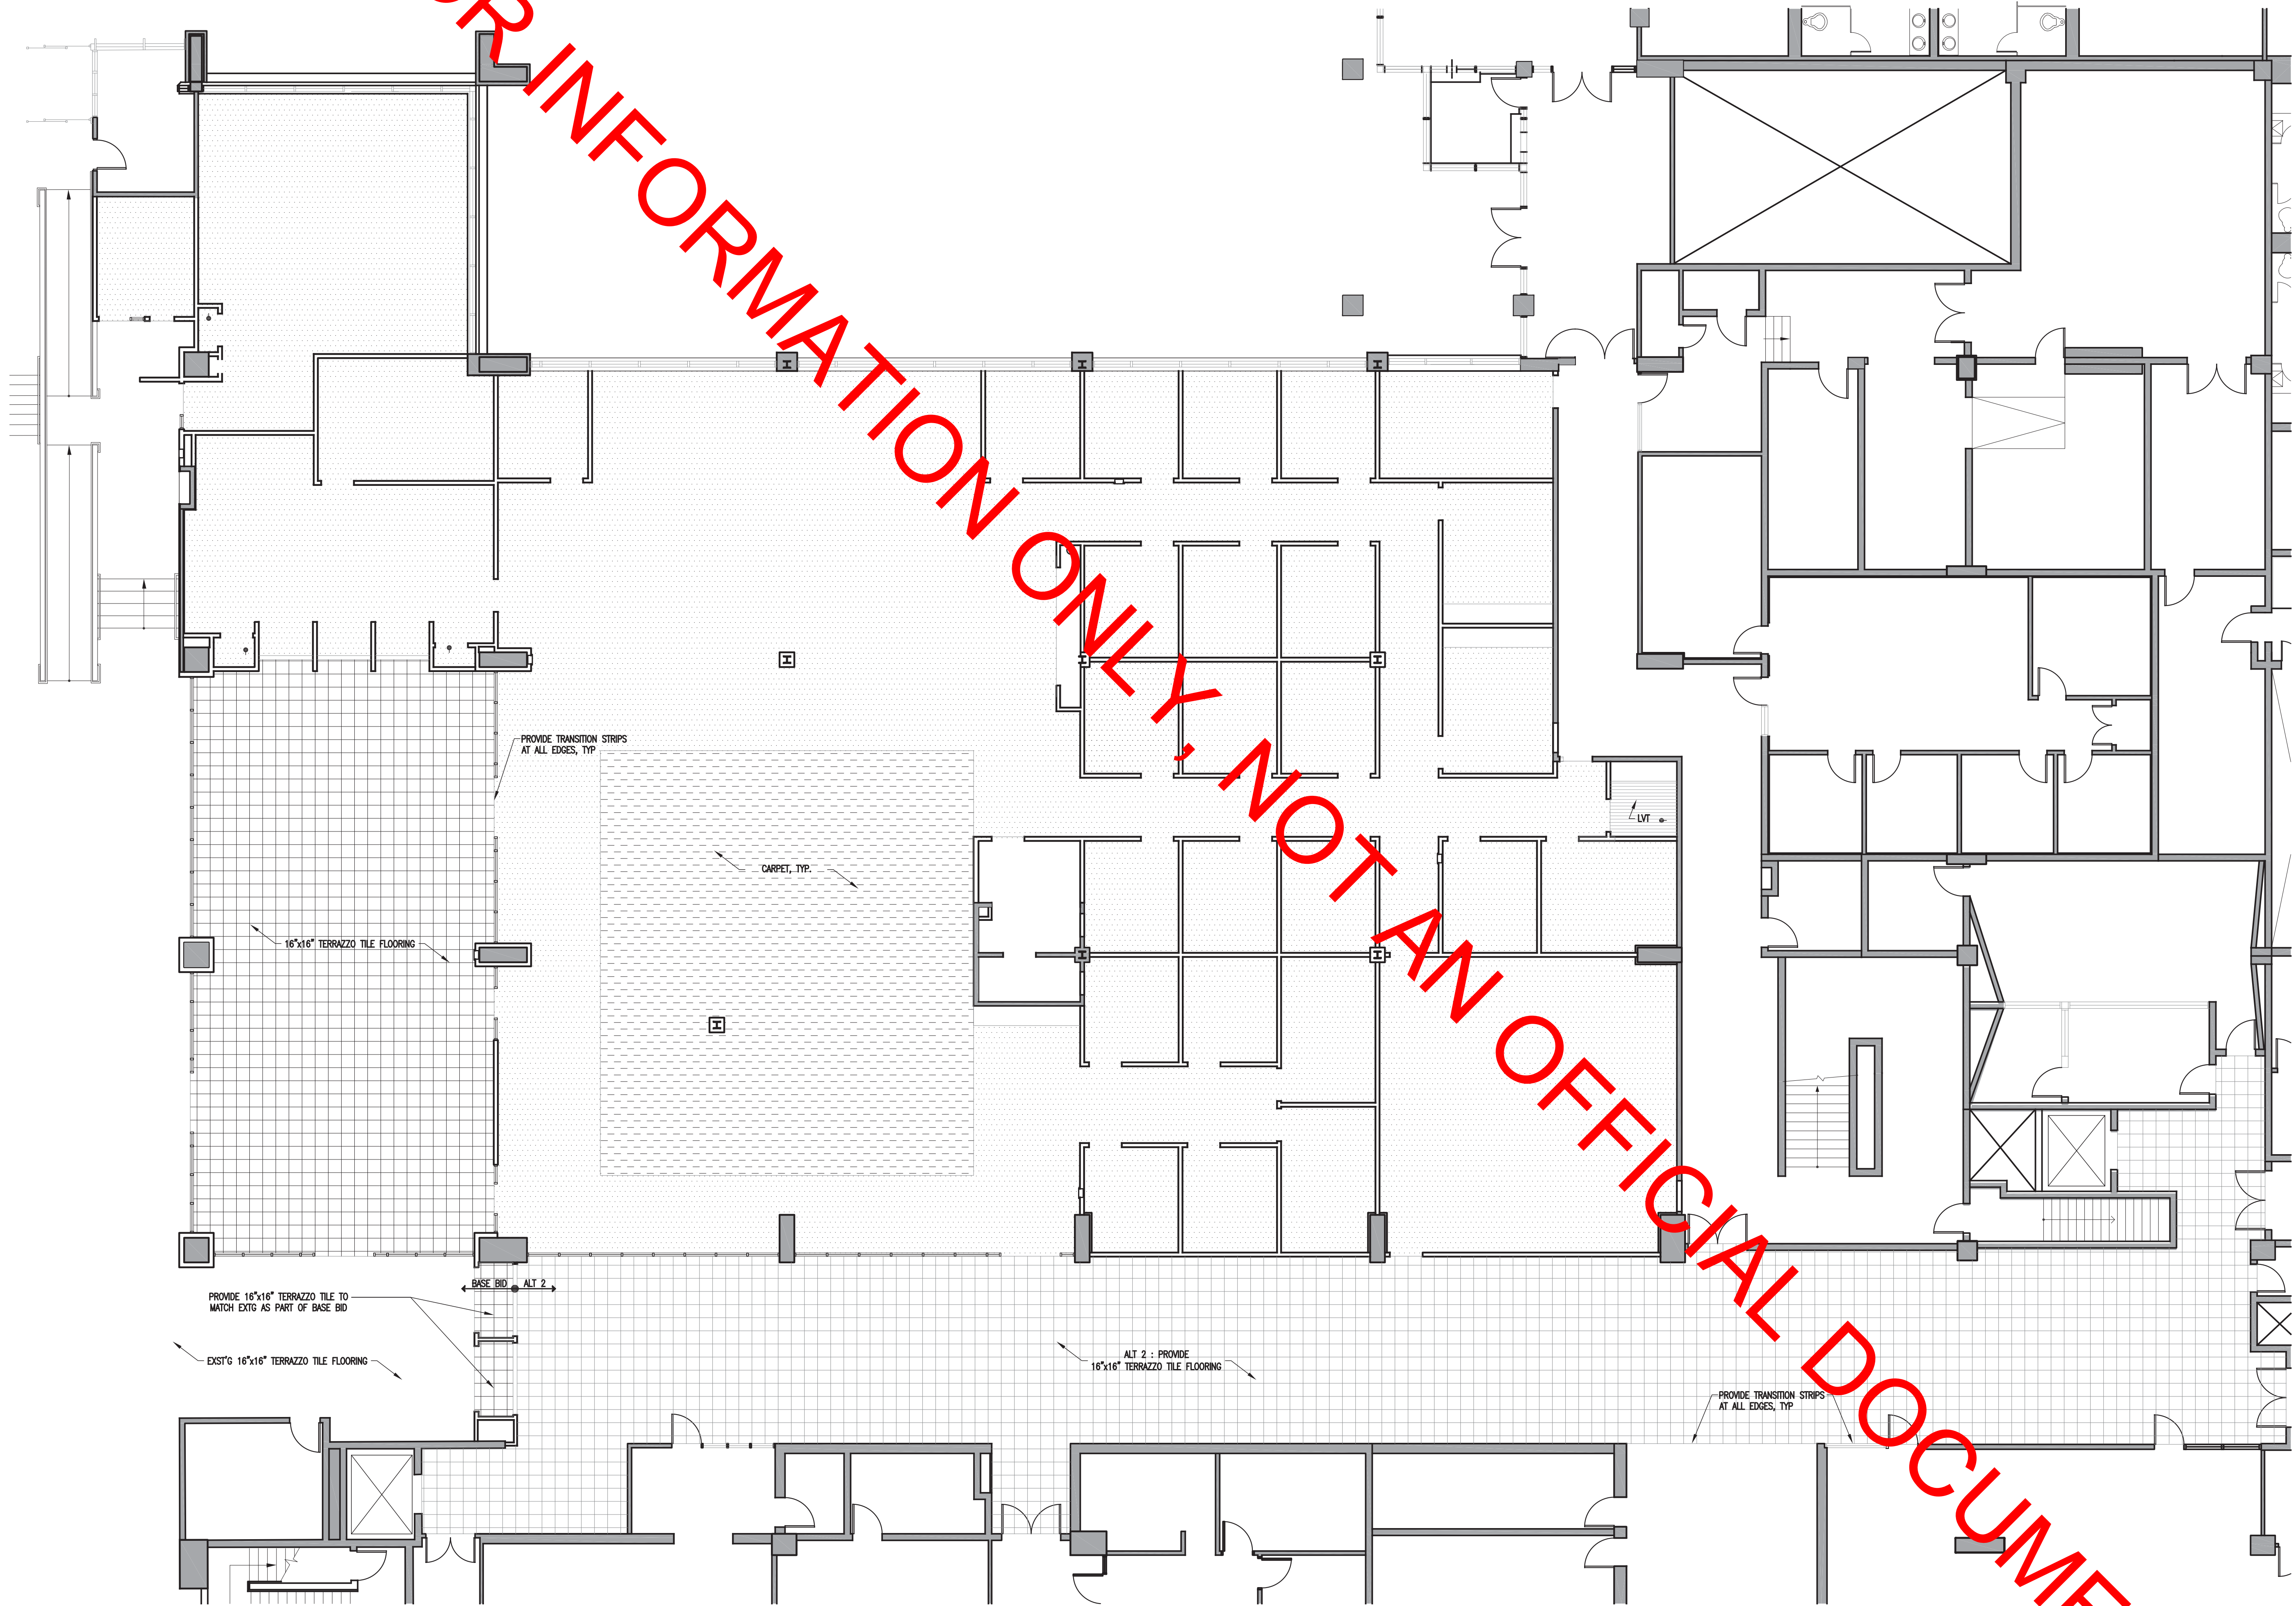 OR INFORMATION ONLY, NOT AN OFFICIAL DOCUME
PROVIDE TRANSITION STRIPS
AT ALL EDGES, TYP
LVT
CARPET, TYP.
16"x16" TERRAZZO TILE FLOORING
BASE BID
ALT 2
PROVIDE 16"x16" TERRAZZO TILE TO
MATCH EXTG AS PART OF BASE BID
EXST'G 16"x16" TERRAZZO TILE FLOORING
ALT 2 : PROVIDE
16"x16" TERRAZZO TILE FLOORING
PROVIDE TRANSITION STRIPS
AT ALL EDGES, TYP